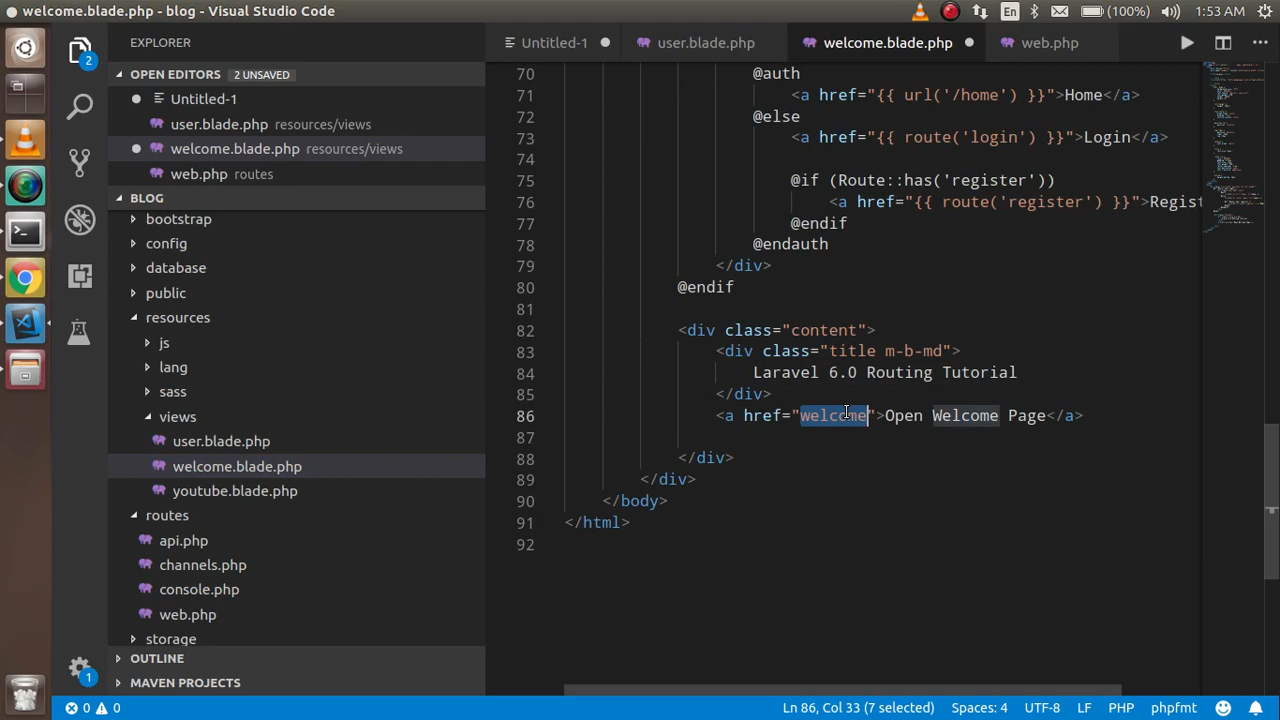 welcome.blade.php - blog - Visual Studio Code
En
(100%)
1:53 AM
2
EXPLORER
OPEN EDITORS
2 UNSAVED
Untitled-1
user.blade.php resources/views
welcome.blade.php resources/views
web.php routes
BLOG
bootstrap
config
database
public
resources
js
lang
sass
views
user.blade.php
welcome.blade.php
youtube.blade.php
routes
api.php
channels.php
console.php
web.php
storage
OUTLINE
MAVEN PROJECTS
1
Untitled-1
user.blade.php
welcome.blade.php
web.php
70 @auth
71 <a href="{{ url('/home') }}">Home</a>
72 @else
73 <a href="{{ route('login') }}">Login</a>
74
75 @if (Route::has('register'))
76 <a href="{{ route('register') }}">Regist
77 @endif
78 @endauth
79 </div>
80 @endif
81
82 <div class="content">
83 <div class="title m-b-md">
84 Laravel 6.0 Routing Tutorial
85 </div>
86 <a href="welcome">Open Welcome Page</a>
87
88 </div>
89 </div>
90 </body>
91 </html>
92
0 0
Ln 86, Col 33 (7 selected)
Spaces: 4
UTF-8
LF
PHP
phpfmt